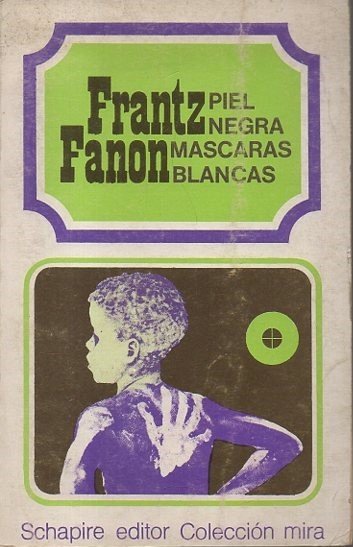 Frantz
Fanon
PIEL
NEGRA
MASCARAS
BLANCAS
Schapire editor Colección mira